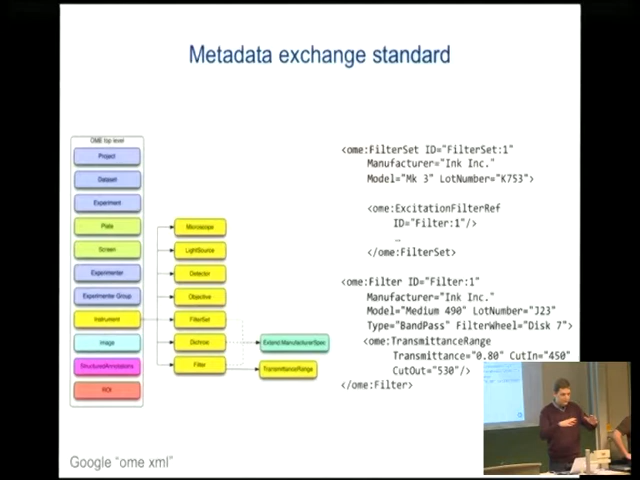 Metadata exchange standard
OME top level
Project
Dataset
Experiment
Plate
Screen
Experimenter
Experimenter Group
Instrument
Image
StructuredAnnotations
ROI
Microscope
LightSource
Detector
Objective
FilterSet
Dichroic
Filter
Extend:ManufacturerSpec
TransmittanceRange
<ome:FilterSet ID="FilterSet:1"
Manufacturer="Ink Inc."
Model="Mk 3" LotNumber="K753">
<ome:ExcitationFilterRef
ID="Filter:1"/>
…
</ome:FilterSet>
<ome:Filter ID="Filter:1"
Manufacturer="Ink Inc."
Model="Medium 490" LotNumber="J23"
Type="BandPass" FilterWheel="Disk 7">
<ome:TransmittanceRange
Transmittance="0.80" CutIn="450"
CutOut="530"/>
</ome:Filter>
Google "ome xml"